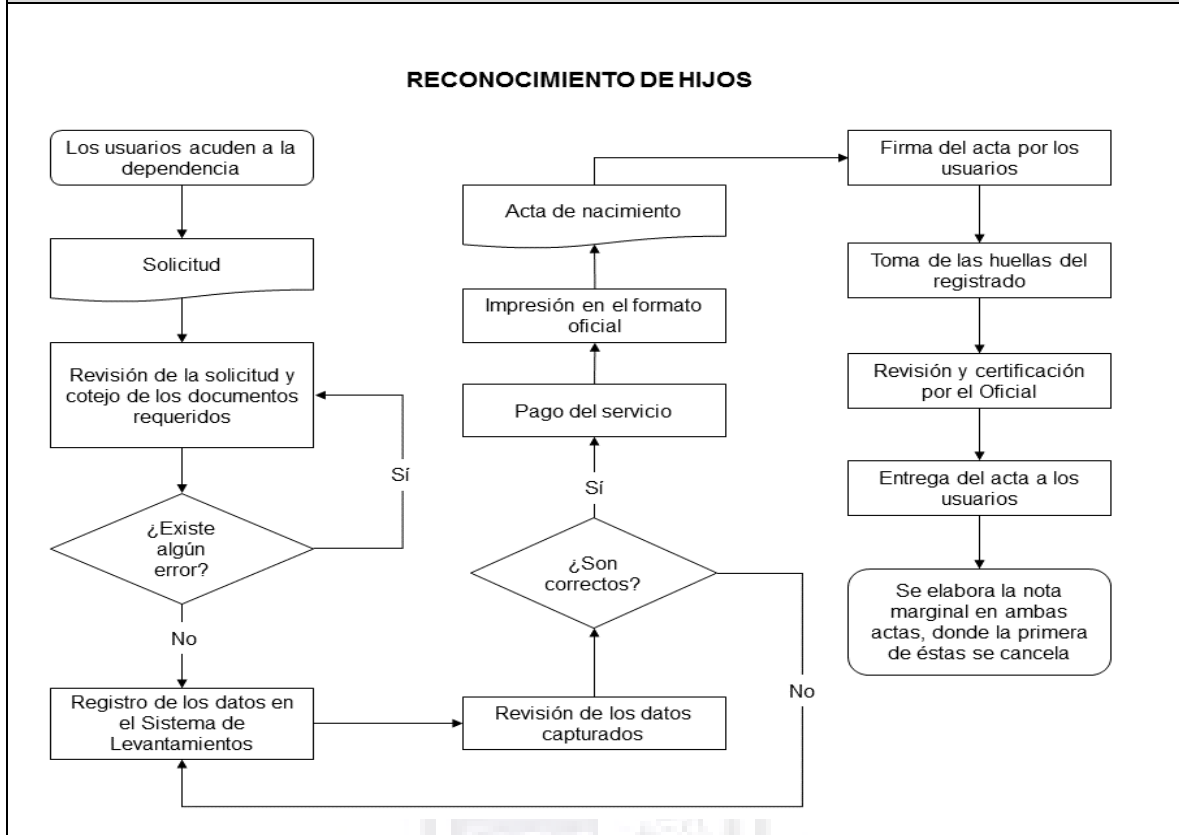 RECONOCIMIENTO DE HIJOS
Los usuarios acuden a la
dependencia
Solicitud
Revisión de la solicitud y
cotejo de los documentos
requeridos
Sí
¿Existe
algún
error?
No
Registro de los datos en
el Sistema de
Levantamientos
Revisión de los datos
capturados
¿Son
correctos?
No
Sí
Pago del servicio
Impresión en el formato
oficial
Acta de nacimiento
Firma del acta por los
usuarios
Toma de las huellas del
registrado
Revisión y certificación
por el Oficial
Entrega del acta a los
usuarios
Se elabora la nota
marginal en ambas
actas, donde la primera
de éstas se cancela